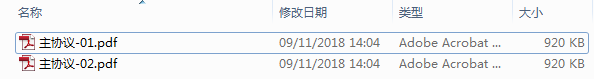 名称 修改日期 类型 大小
主协议-01.pdf 09/11/2018 14:04 Adobe Acrobat ... 920 KB
主协议-02.pdf 09/11/2018 14:04 Adobe Acrobat ... 920 KB